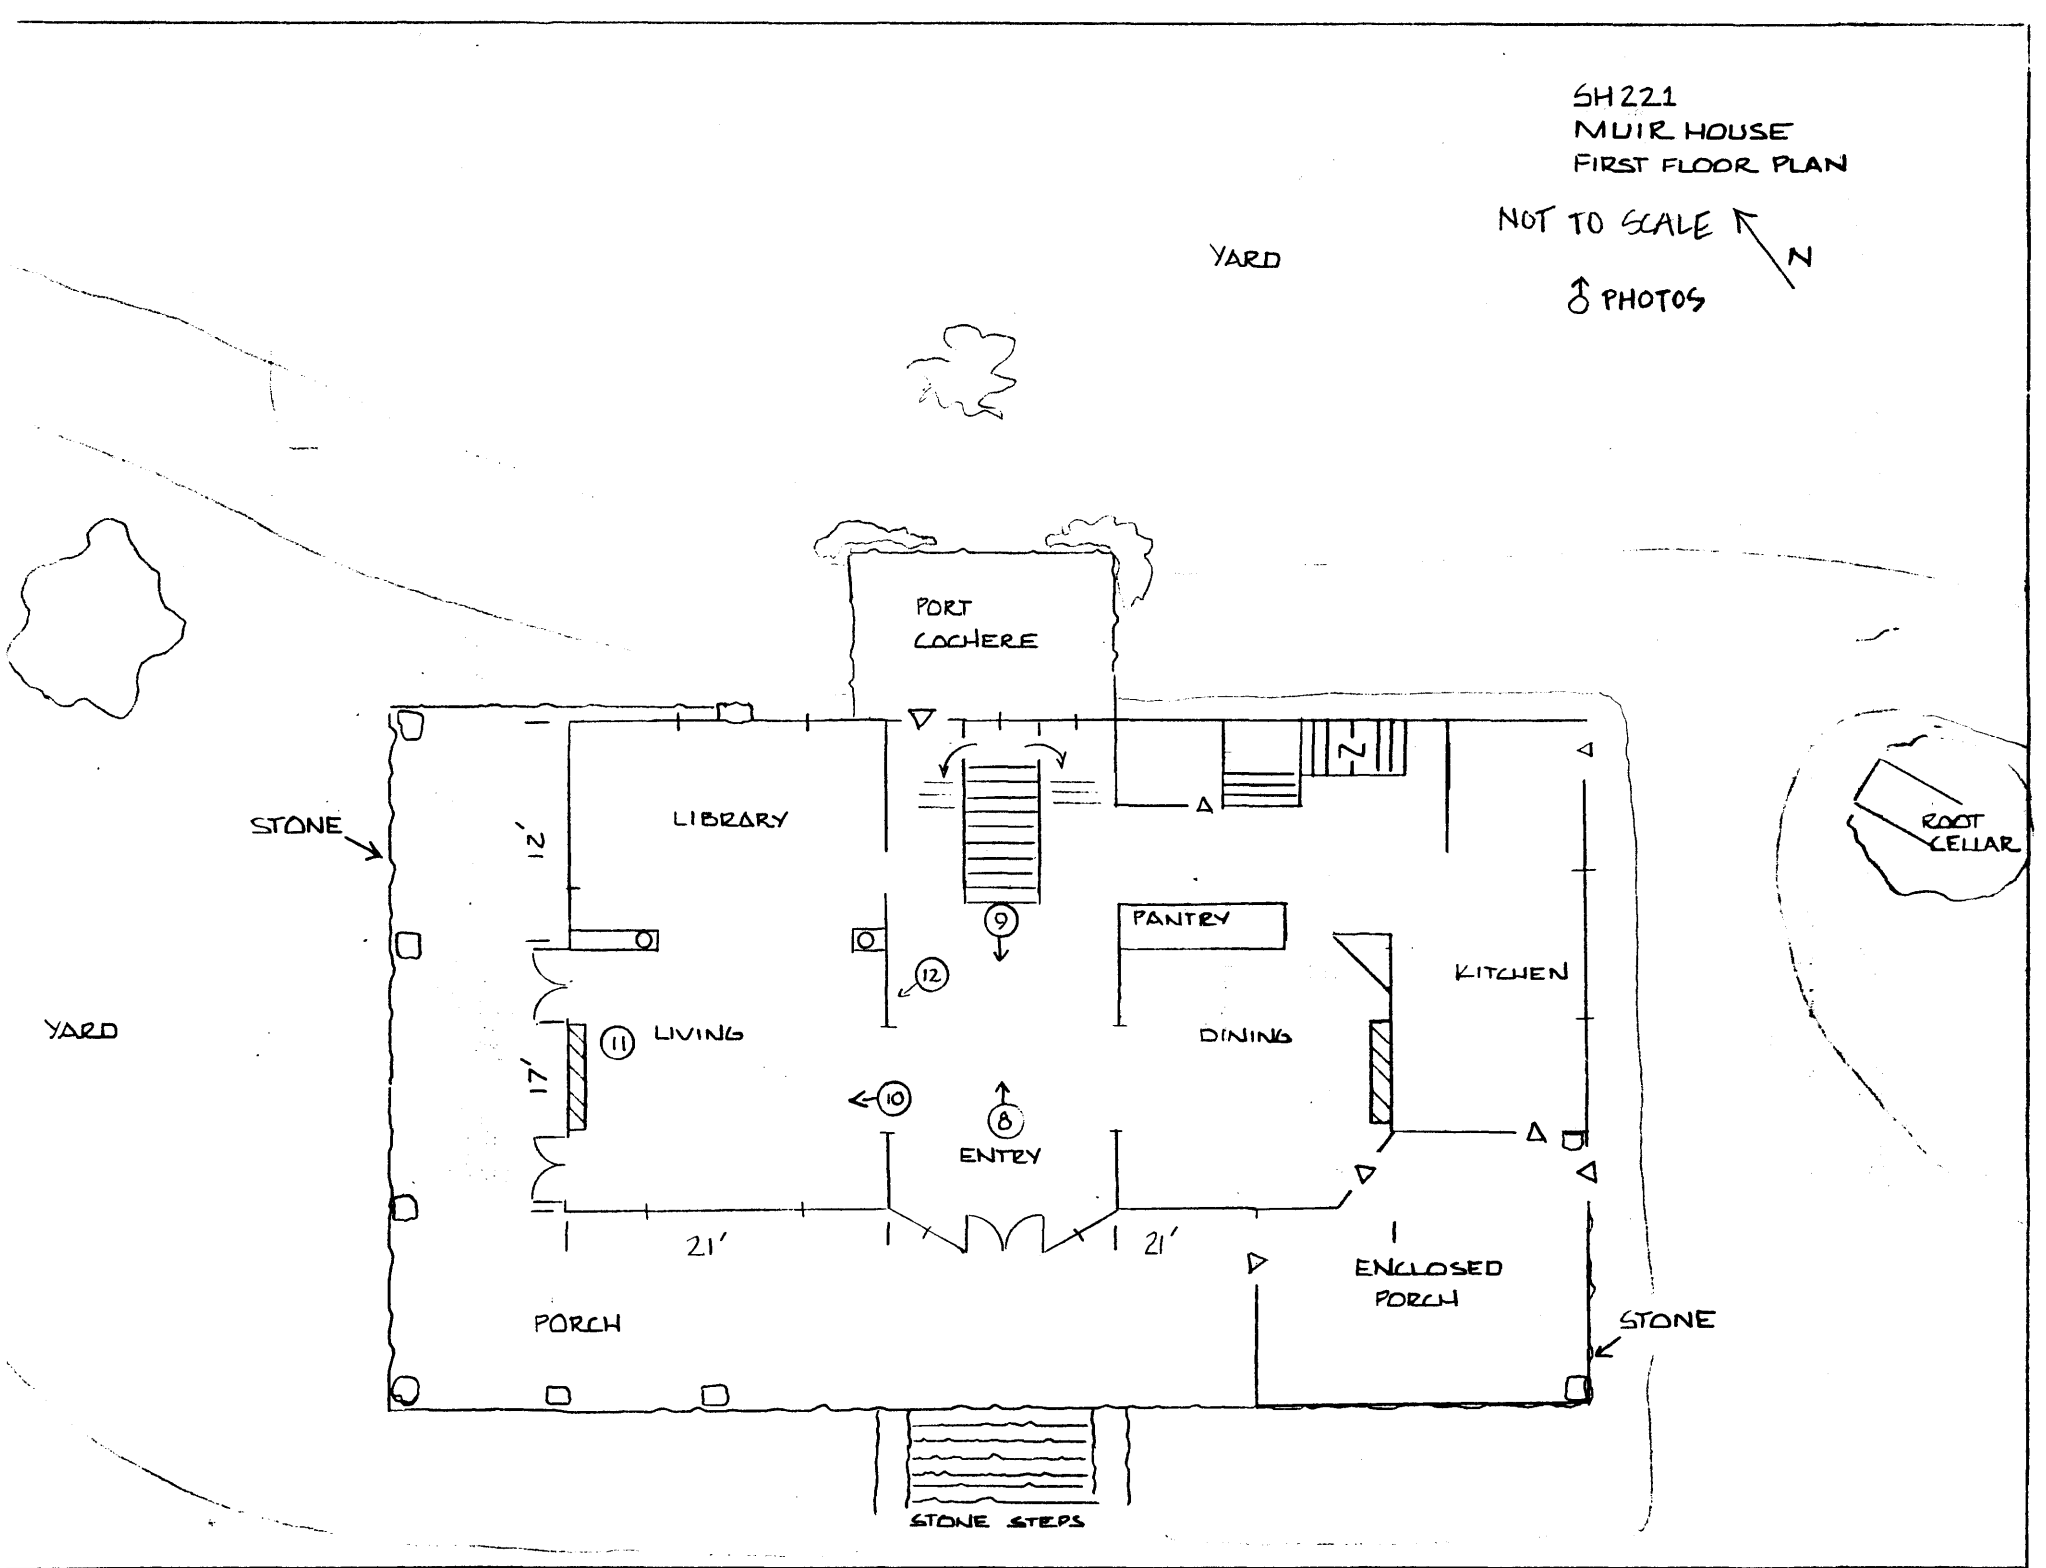 SH221
MUIR HOUSE
FIRST FLOOR PLAN
NOT TO SCALE
N
PHOTOS
YARD
PORT
COCHERE
STONE
12'
LIBRARY
ROOT
CELLAR
9
PANTRY
12
KITCHEN
YARD
17'
11
LIVING
DINING
10
8
ENTRY
21'
21'
ENCLOSED
PORCH
PORCH
STONE
STONE STEPS